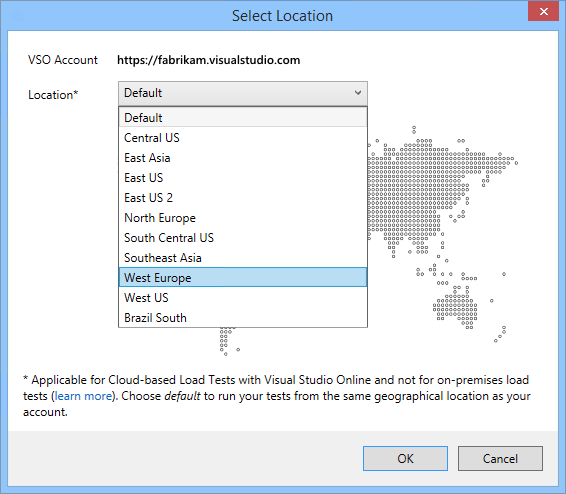 Select Location
VSO Account https://fabrikam.visualstudio.com
Location* Default
Default
Central US
East Asia
East US
East US 2
North Europe
South Central US
Southeast Asia
West Europe
West US
Brazil South
* Applicable for Cloud-based Load Tests with Visual Studio Online and not for on-premises load
tests (learn more). Choose default to run your tests from the same geographical location as your
account.
OK Cancel